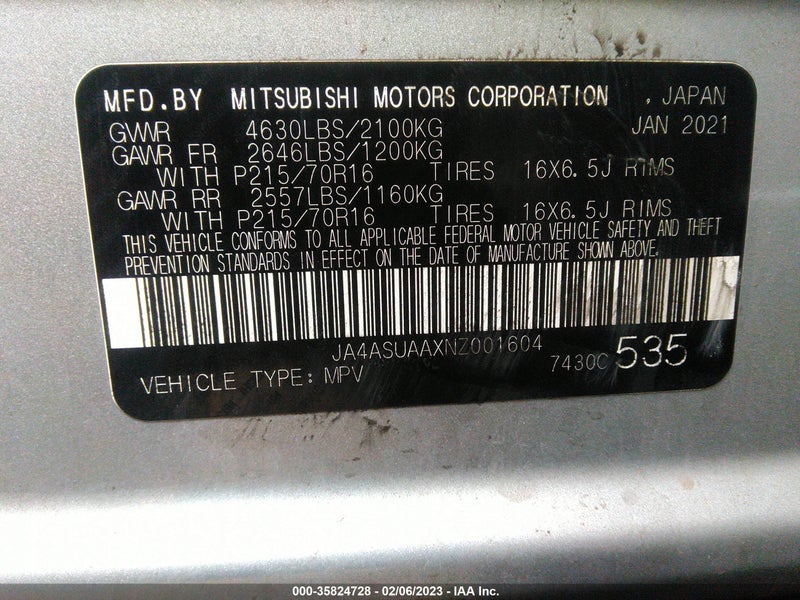 MFD.BY MITSUBISHI MOTORS CORPORATION , JAPAN
GVWR 4630LBS/2100KG JAN 2021
GAWR FR 2646LBS/1200KG
WITH P215/70R16 TIRES 16X6.5J RIMS
GAWR RR 2557LBS/1160KG
WITH P215/70R16 TIRES 16X6.5J RIMS
THIS VEHICLE CONFORMS TO ALL APPLICABLE FEDERAL MOTOR VEHICLE SAFETY AND THEFT
PREVENTION STANDARDS IN EFFECT ON THE DATE OF MANUFACTURE SHOWN ABOVE.
JA4ASUAAXNZ001604
7430C 535
VEHICLE TYPE: MPV
000-35824728 - 02/06/2023 - IAA Inc.